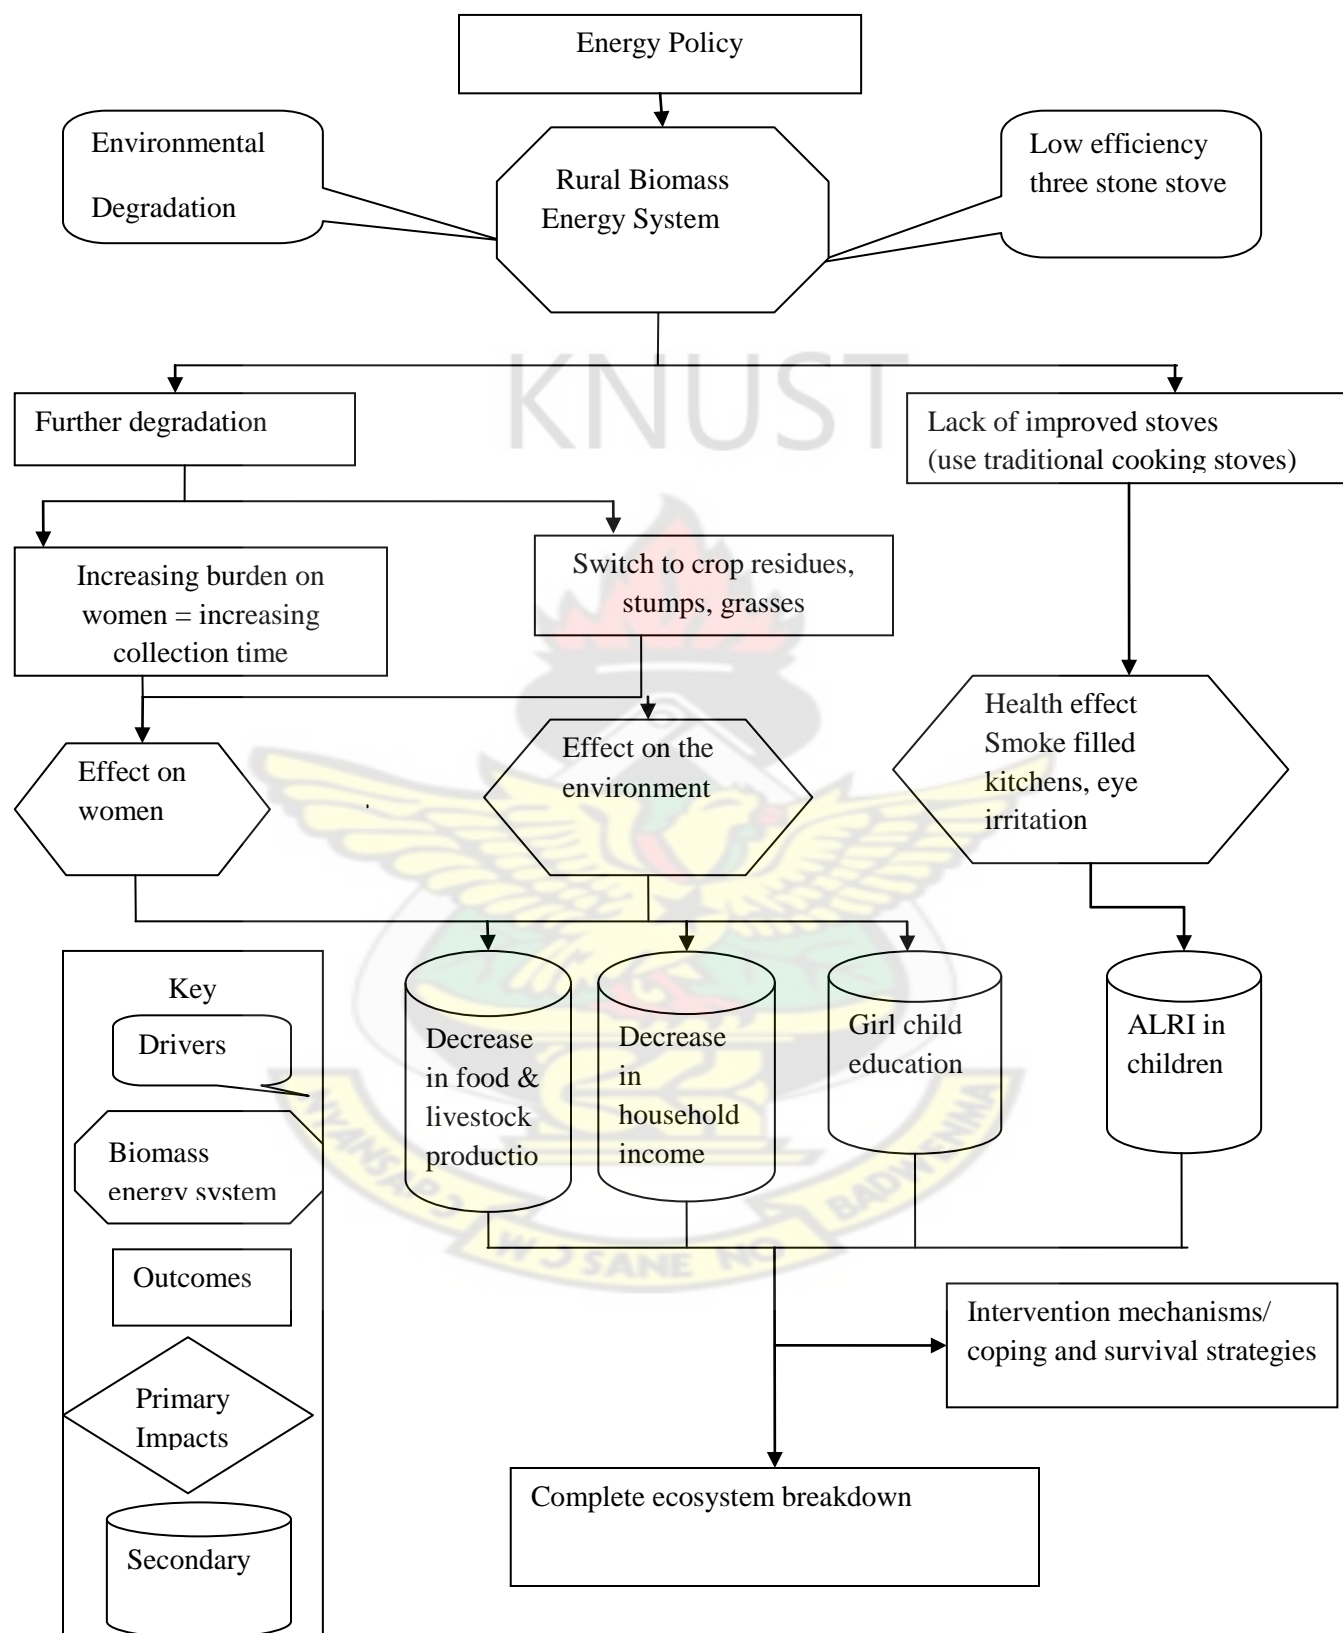 Energy Policy
Environmental
Degradation
Rural Biomass
Energy System
Low efficiency
three stone stove
KNUST
Further degradation
Lack of improved stoves
(use traditional cooking stoves)
Increasing burden on
women = increasing
collection time
Switch to crop residues,
stumps, grasses
Effect on
women
Effect on the
environment
Health effect
Smoke filled
kitchens, eye
irritation
Decrease
in food &
livestock
productio
Decrease
in
household
income
Girl child
education
ALRI in
children
Key
Drivers
Biomass
energy system
Outcomes
Primary
Impacts
Secondary
NYANSAPƆ WƆSANE NO BADWENMA
Intervention mechanisms/
coping and survival strategies
Complete ecosystem breakdown